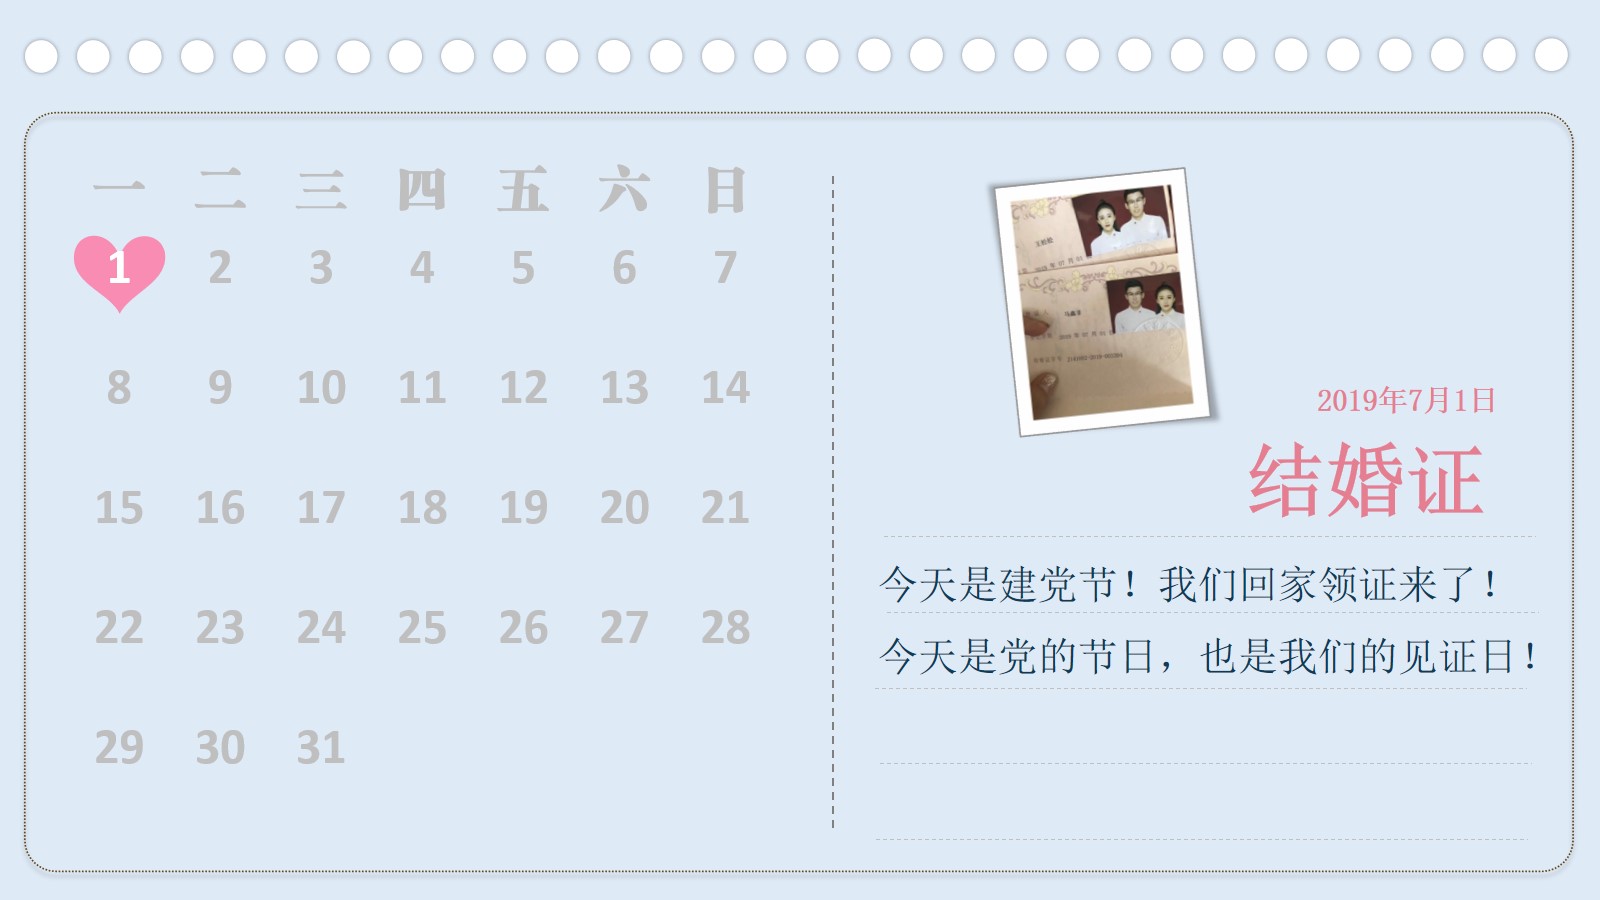 一 二 三 四 五 六 日
1 2 3 4 5 6 7
8 9 10 11 12 13 14
15 16 17 18 19 20 21
22 23 24 25 26 27 28
29 30 31
2019年7月1日
结婚证
今天是建党节！我们回家领证来了！
今天是党的节日，也是我们的见证日！